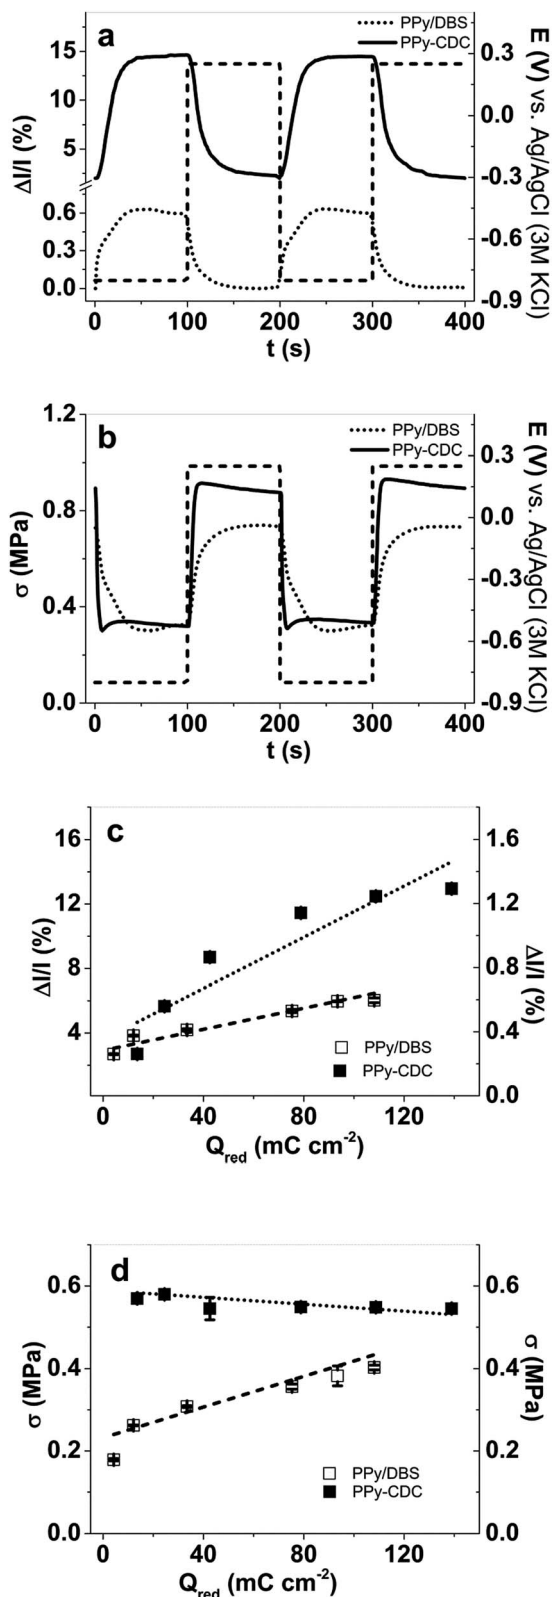 a
PPy/DBS
PPy-CDC
15
10
5
0.6
0.3
0.0
ΔI/I (%)
0.3
0.0
-0.3
-0.6
-0.9
E (V) vs. Ag/AgCl (3M KCl)
0 100 200 300 400
t (s)
b
PPy/DBS
PPy-CDC
1.2
0.9
0.6
0.3
0.0
σ (MPa)
0.3
0.0
-0.3
-0.6
-0.9
E (V) vs. Ag/AgCl (3M KCl)
0 100 200 300 400
t (s)
c
16
12
8
4
ΔI/I (%)
1.6
1.2
0.8
0.4
0.0
ΔI/I (%)
PPy/DBS
PPy-CDC
0 40 80 120
Qred (mC cm-2)
d
0.6
0.4
0.2
0.0
σ (MPa)
0.6
0.4
0.2
0.0
σ (MPa)
PPy/DBS
PPy-CDC
0 40 80 120
Qred (mC cm-2)